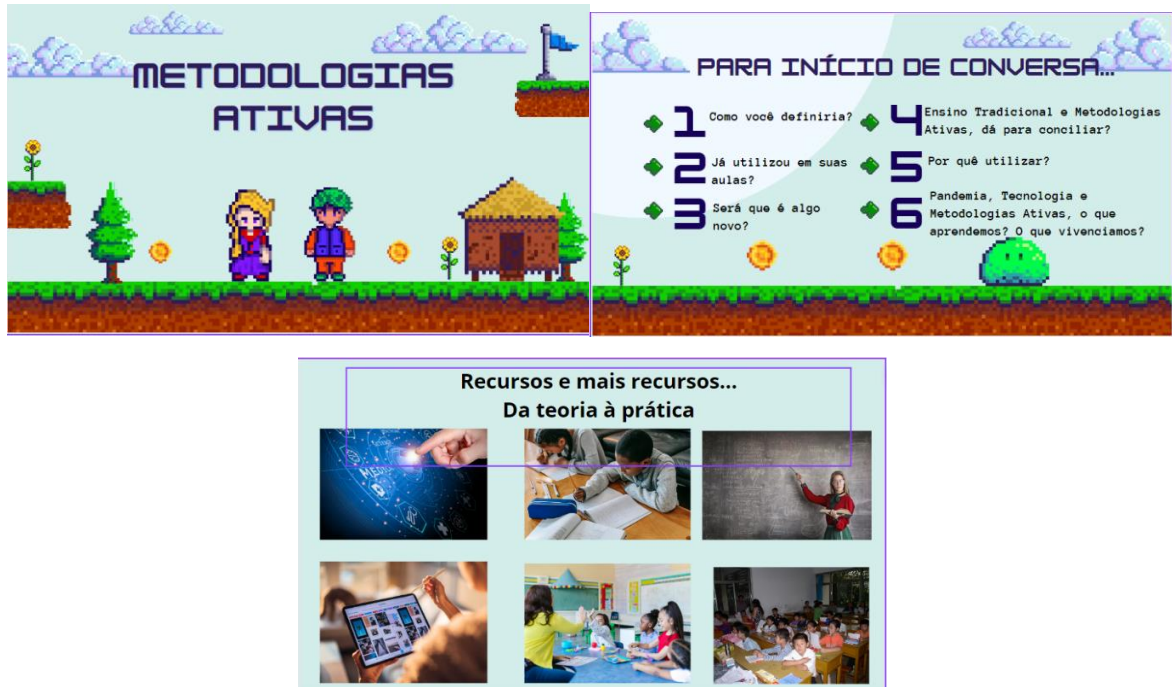 METODOLOGIAS
ATIVAS
PARA INÍCIO DE CONVERSA...
1 Como você definiria?
2 Já utilizou em suas
aulas?
3 Será que é algo
novo?
4 Ensino Tradicional e Metodologias
Ativas, dá para conciliar?
5 Por quê utilizar?
6 Pandemia, Tecnologia e
Metodologias Ativas, o que
aprendemos? O que vivenciamos?
Recursos e mais recursos...
Da teoria à prática